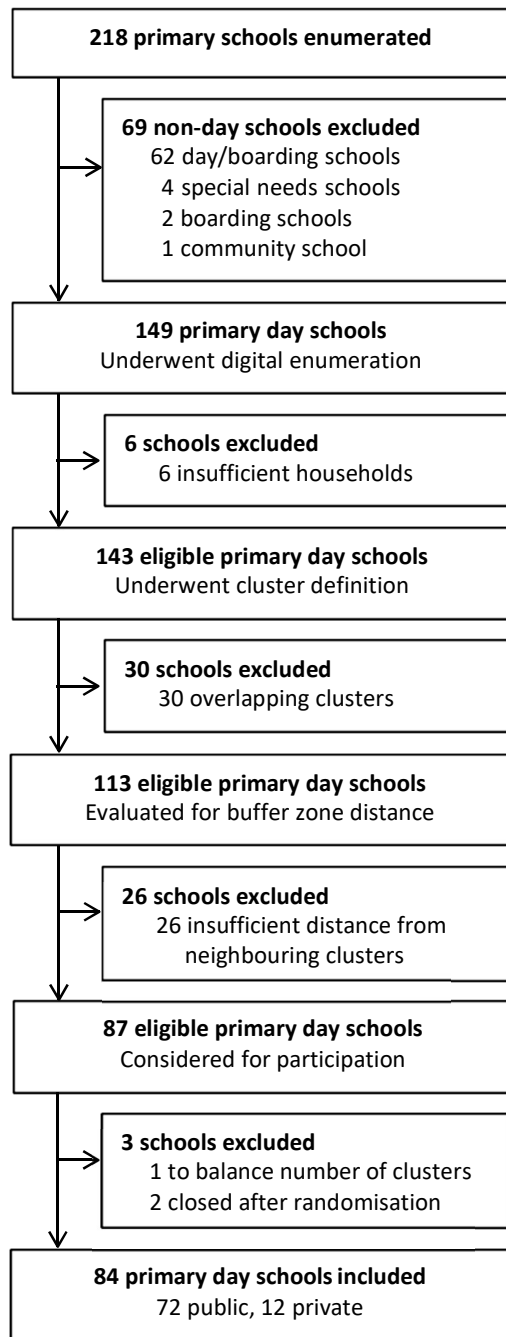 218 primary schools enumerated
69 non-day schools excluded
62 day/boarding schools
4 special needs schools
2 boarding schools
1 community school
149 primary day schools
Underwent digital enumeration
6 schools excluded
6 insufficient households
143 eligible primary day schools
Underwent cluster definition
30 schools excluded
30 overlapping clusters
113 eligible primary day schools
Evaluated for buffer zone distance
26 schools excluded
26 insufficient distance from
neighbouring clusters
87 eligible primary day schools
Considered for participation
3 schools excluded
1 to balance number of clusters
2 closed after randomisation
84 primary day schools included
72 public, 12 private